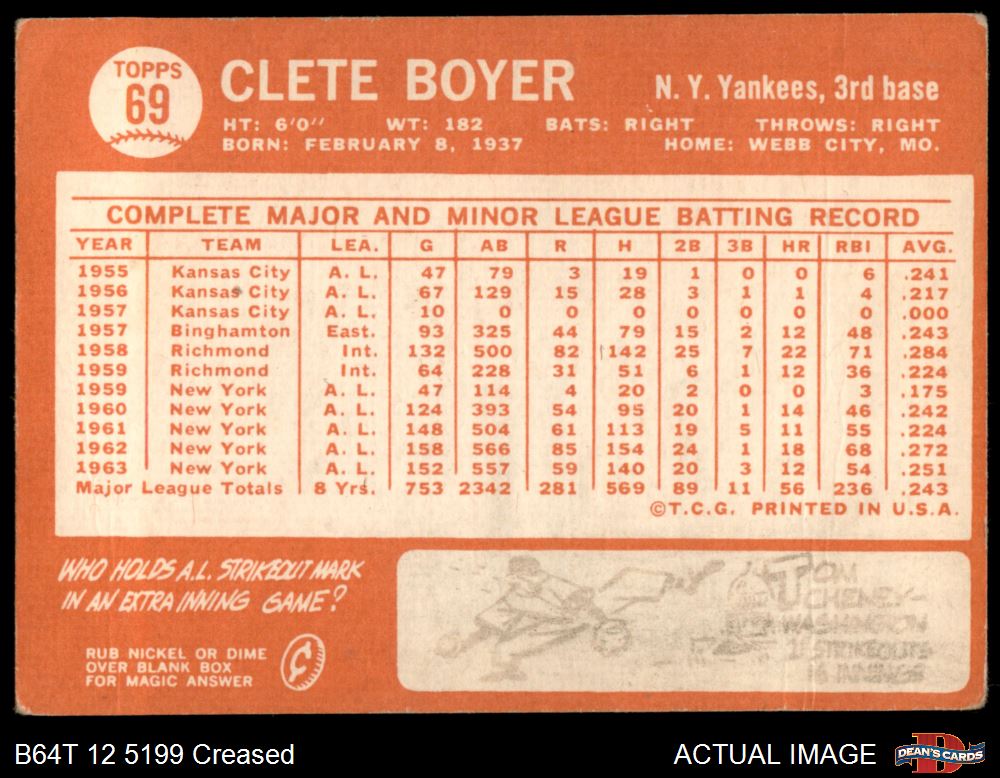 TOPPS
69
CLETE BOYER
N. Y. Yankees, 3rd base
HT: 6'0" WT: 182 BATS: RIGHT THROWS: RIGHT
BORN: FEBRUARY 8, 1937 HOME: WEBB CITY, MO.
COMPLETE MAJOR AND MINOR LEAGUE BATTING RECORD
YEAR TEAM LEA. G AB R H 2B 3B HR RBI AVG.
1955 Kansas City A. L. 47 79 3 19 1 0 0 6 .241
1956 Kansas City A. L. 67 129 15 28 3 1 1 4 .217
1957 Kansas City A. L. 10 0 0 0 0 0 0 0 .000
1957 Binghamton East. 93 325 44 79 15 2 12 48 .243
1958 Richmond Int. 132 500 82 142 25 7 22 71 .284
1959 Richmond Int. 64 228 31 51 6 1 12 36 .224
1959 New York A. L. 47 114 4 20 2 0 0 3 .175
1960 New York A. L. 124 393 54 95 20 1 14 46 .242
1961 New York A. L. 148 504 61 113 19 5 11 55 .224
1962 New York A. L. 158 566 85 154 24 1 18 68 .272
1963 New York A. L. 152 557 59 140 20 3 12 54 .251
Major League Totals 8 Yrs. 753 2342 281 569 89 11 56 236 .243
©T.C.G. PRINTED IN U.S.A.
WHO HOLDS A.L. STRIKEOUT MARK
IN AN EXTRA INNING GAME?
RUB NICKEL OR DIME
OVER BLANK BOX
FOR MAGIC ANSWER
TOM
CHENEY-
WASHINGTON
STRIKEOUTS
16 INNINGS
B64T 12 5199 Creased
ACTUAL IMAGE
DEAN'S CARDS